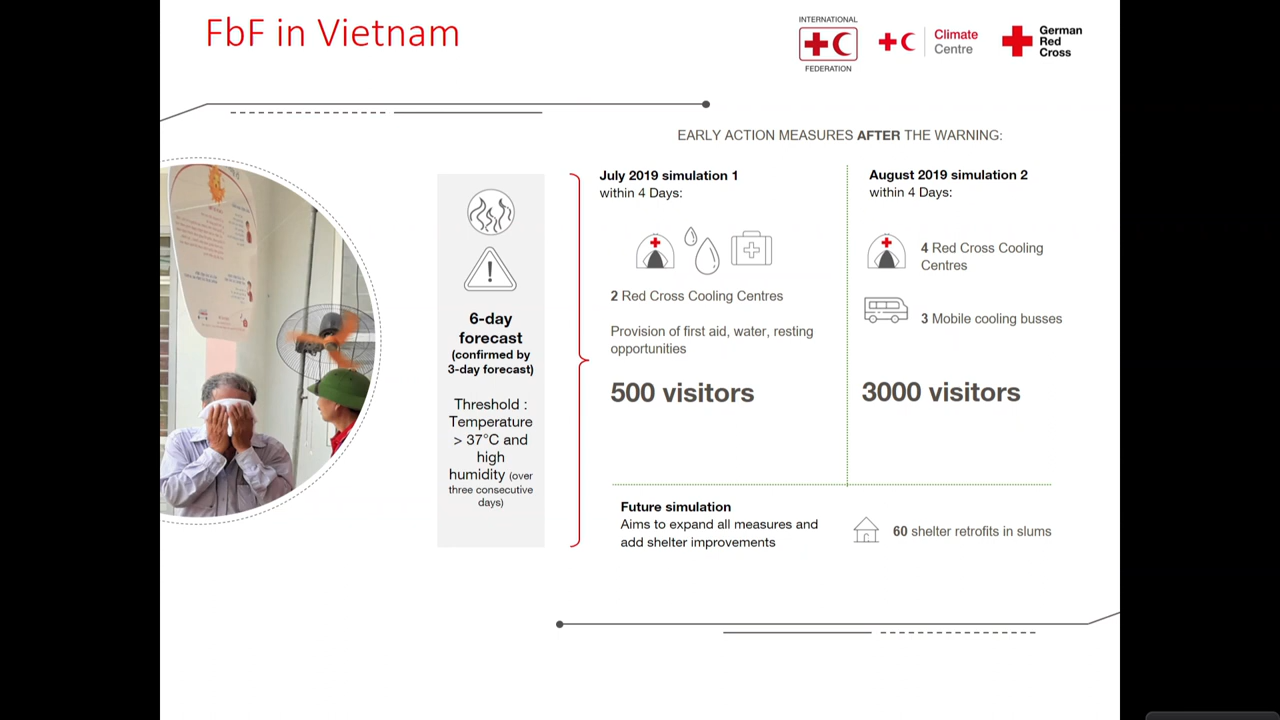 FbF in Vietnam
INTERNATIONAL
FEDERATION
Climate
Centre
German
Red
Cross
EARLY ACTION MEASURES AFTER THE WARNING:
6-day
forecast
(confirmed by
3-day forecast)
Threshold :
Temperature
> 37°C and
high
humidity (over
three consecutive
days)
July 2019 simulation 1
within 4 Days:
2 Red Cross Cooling Centres
Provision of first aid, water, resting
opportunities
500 visitors
August 2019 simulation 2
within 4 Days:
4 Red Cross Cooling
Centres
3 Mobile cooling busses
3000 visitors
Future simulation
Aims to expand all measures and
add shelter improvements
60 shelter retrofits in slums